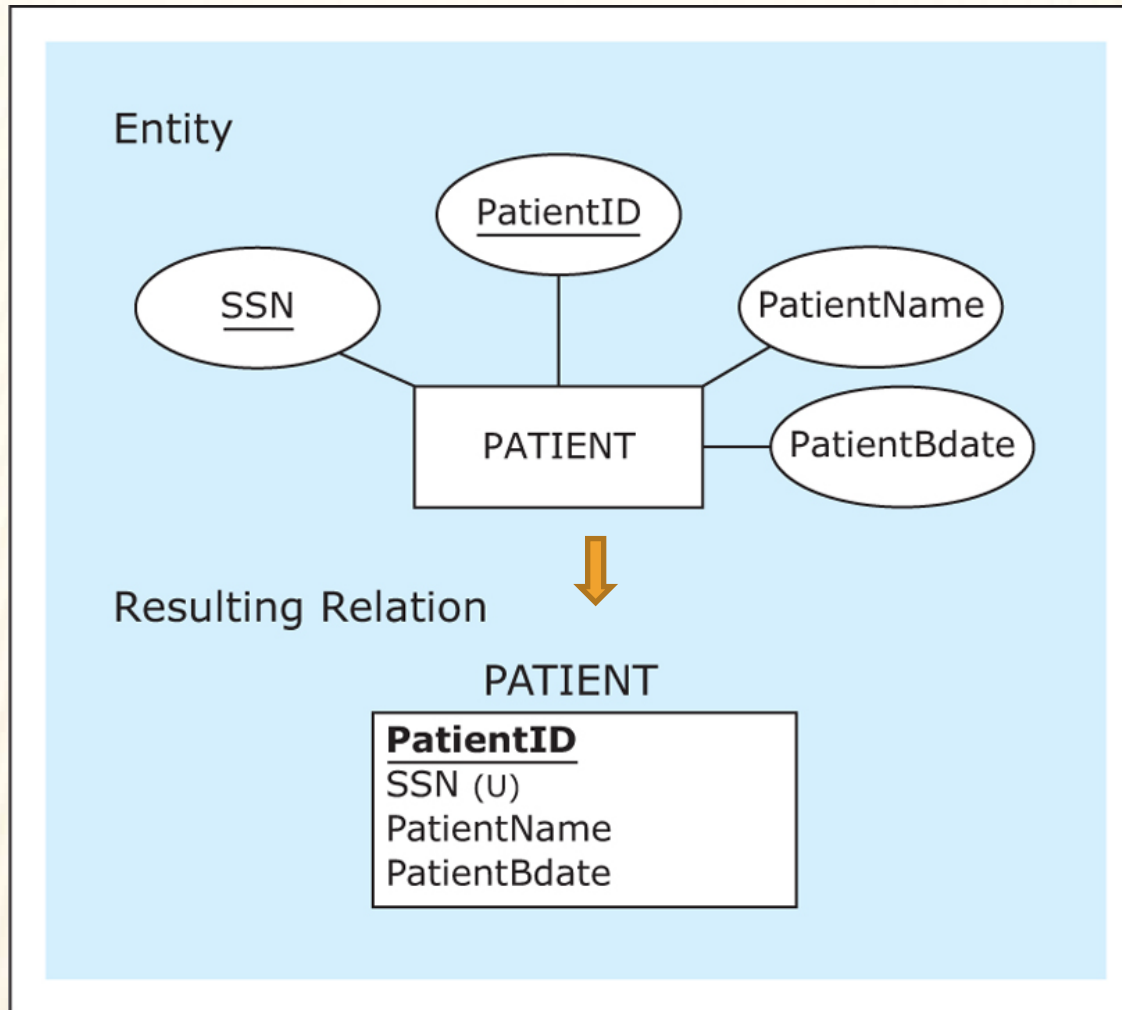 Entity
PatientID
SSN
PatientName
PATIENT
PatientBdate
Resulting Relation
PATIENT
PatientID
SSN (U)
PatientName
PatientBdate